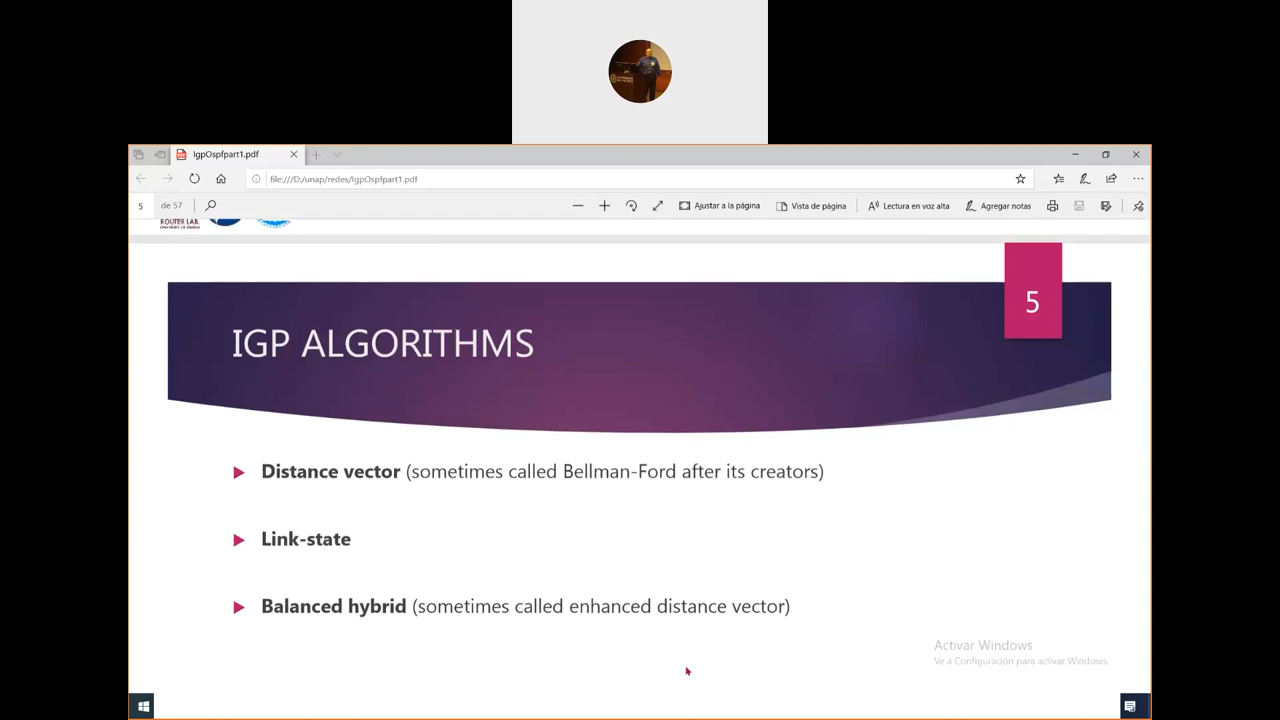 IgpOspfpart1.pdf
file:///D:/unap/redes/IgpOspfpart1.pdf
5 de 57
Ajustar a la página
Vista de página
Lectura en voz alta
Agregar notas
ROUTER LAB.
5
IGP ALGORITHMS
Distance vector (sometimes called Bellman-Ford after its creators)
Link-state
Balanced hybrid (sometimes called enhanced distance vector)
Activar Windows
Ve a Configuración para activar Windows.